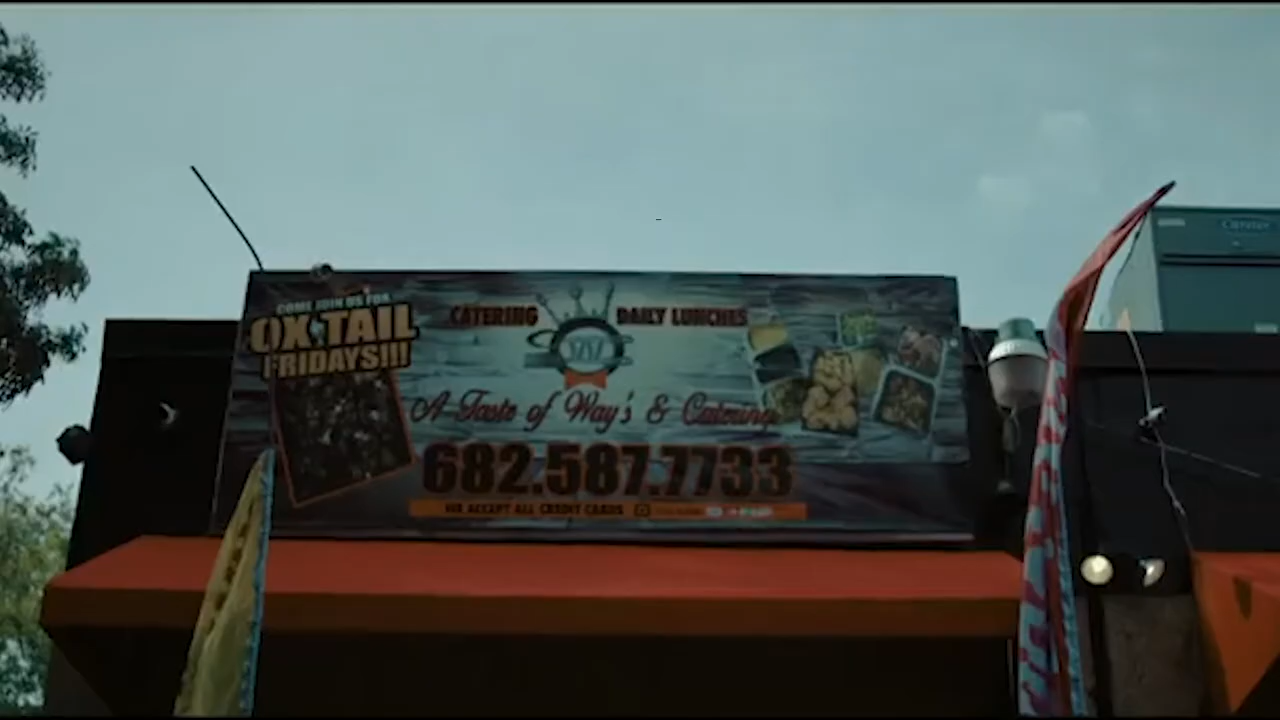 COME JOIN US FOR
OX TAIL
FRIDAYS!!!
CATERING
DAILY LUNCHES
W
A Taste of Way's & Catering
682.587.7733
WE ACCEPT ALL CREDIT CARDS
Carrier